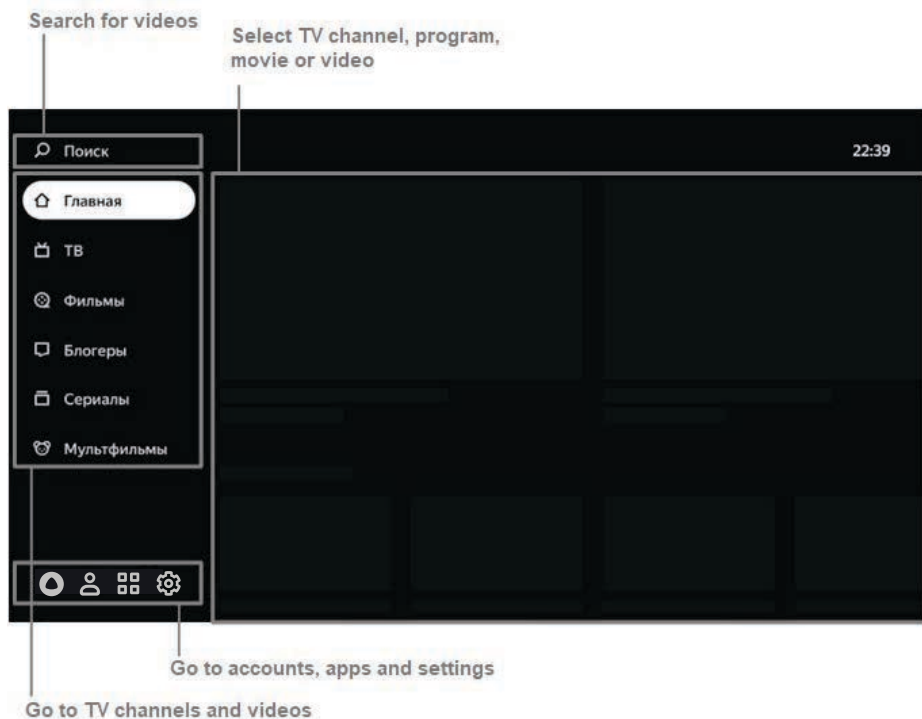 Search for videos
Select TV channel, program,
movie or video
Поиск
22:39
Главная
ТВ
Фильмы
Блогеры
Сериалы
Мультфильмы
Go to accounts, apps and settings
Go to TV channels and videos